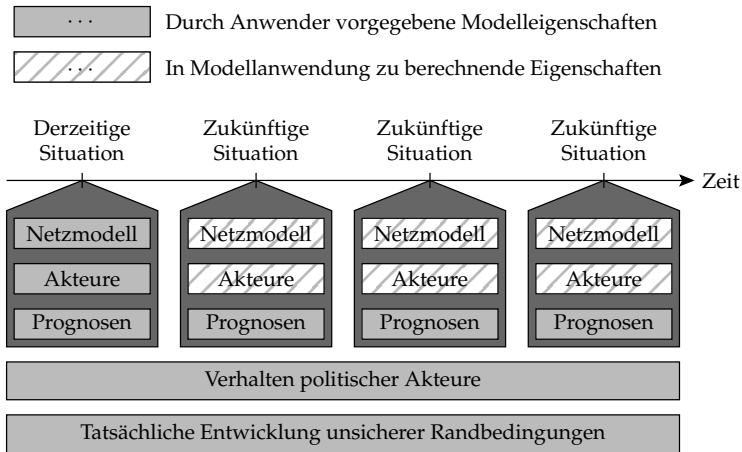 ... Durch Anwender vorgegebene Modelleigenschaften
... In Modellanwendung zu berechnende Eigenschaften
Derzeitige Zukünftige Zukünftige Zukünftige
Situation Situation Situation Situation
Zeit
Netzmodell Netzmodell Netzmodell Netzmodell
Akteure Akteure Akteure Akteure
Prognosen Prognosen Prognosen Prognosen
Verhalten politischer Akteure
Tatsächliche Entwicklung unsicherer Randbedingungen